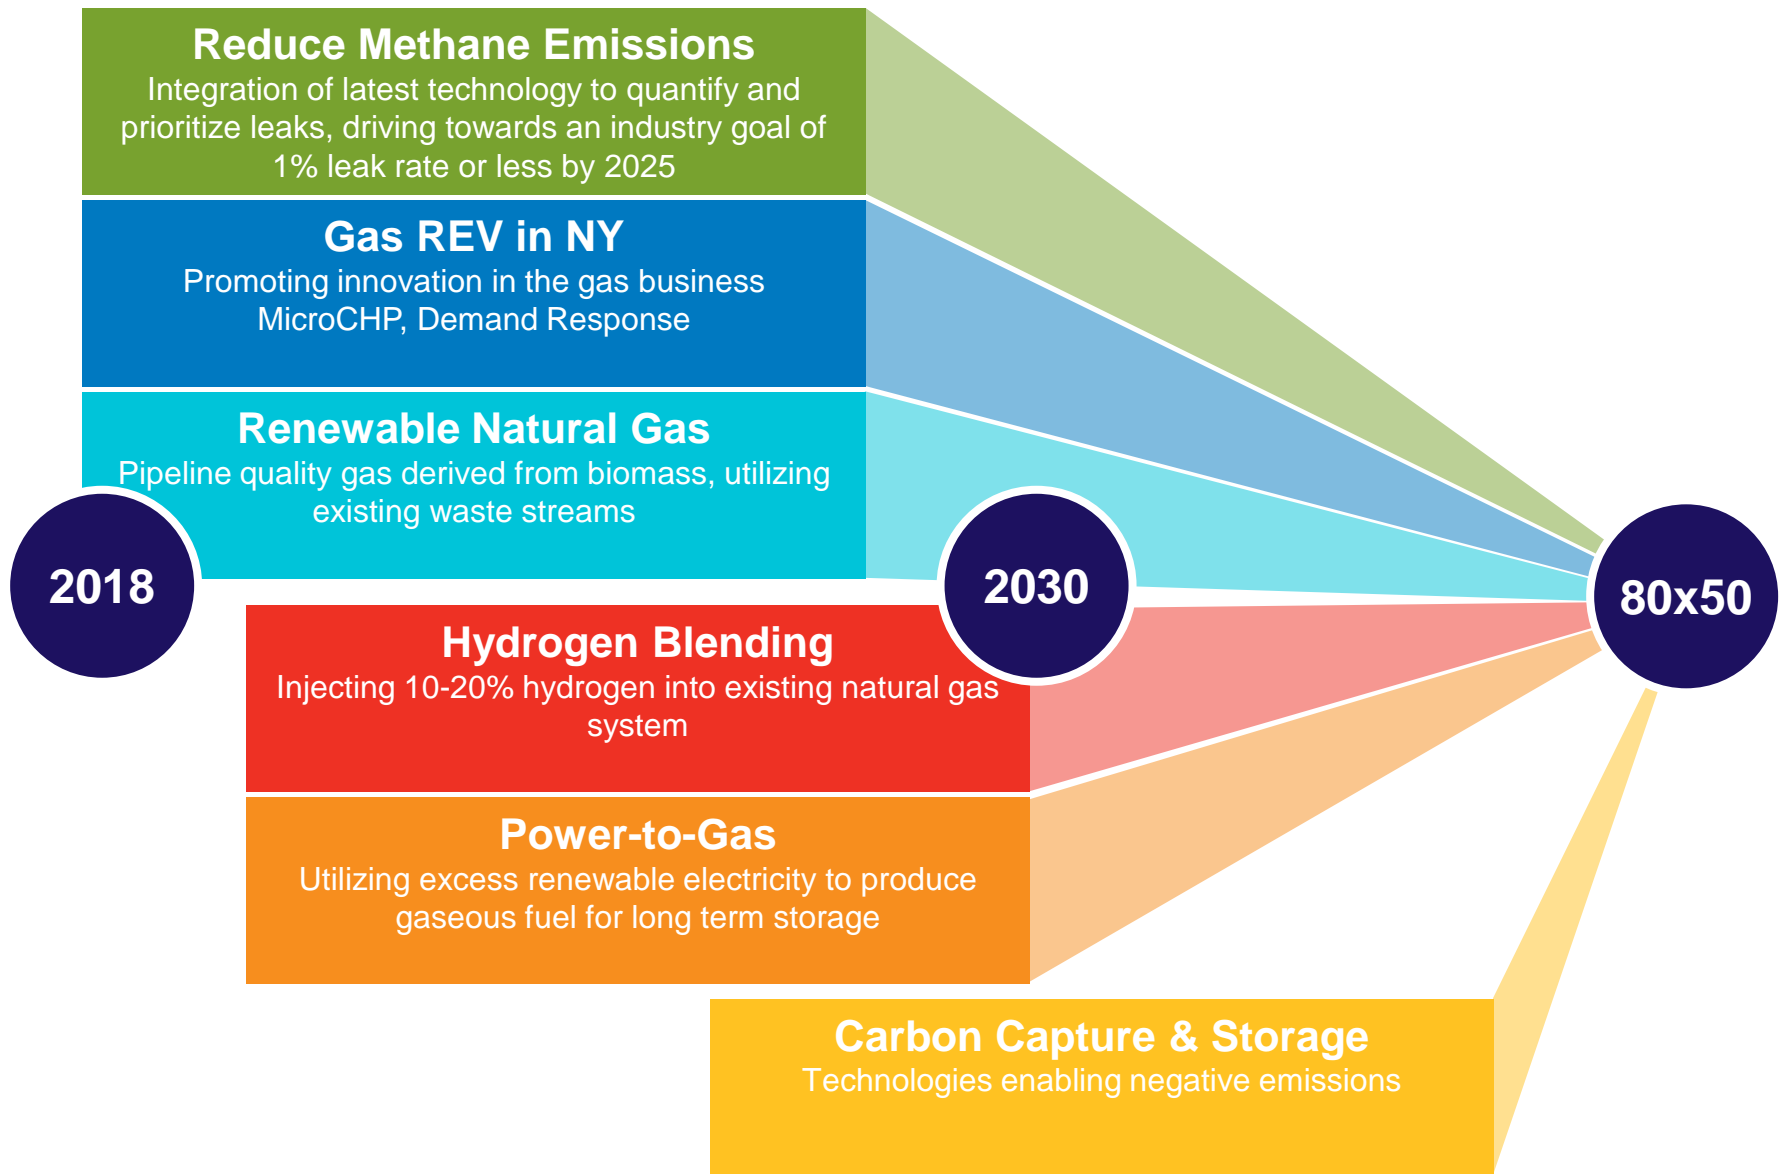 Reduce Methane Emissions
Integration of latest technology to quantify and
prioritize leaks, driving towards an industry goal of
1% leak rate or less by 2025
Gas REV in NY
Promoting innovation in the gas business
MicroCHP, Demand Response
Renewable Natural Gas
Pipeline quality gas derived from biomass, utilizing
existing waste streams
2018
2030
80x50
Hydrogen Blending
Injecting 10-20% hydrogen into existing natural gas
system
Power-to-Gas
Utilizing excess renewable electricity to produce
gaseous fuel for long term storage
Carbon Capture & Storage
Technologies enabling negative emissions